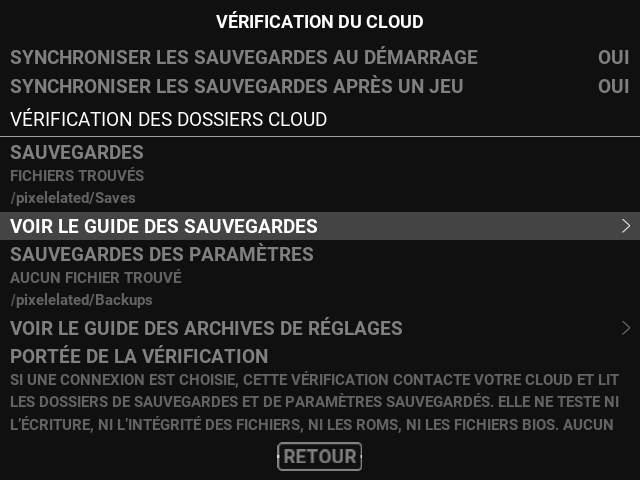 VÉRIFICATION DU CLOUD
SYNCHRONISER LES SAUVEGARDES AU DÉMARRAGE OUI
SYNCHRONISER LES SAUVEGARDES APRÈS UN JEU OUI
VÉRIFICATION DES DOSSIERS CLOUD
SAUVEGARDES
FICHIERS TROUVÉS
/pixelelated/Saves
VOIR LE GUIDE DES SAUVEGARDES
SAUVEGARDES DES PARAMÈTRES
AUCUN FICHIER TROUVÉ
/pixelelated/Backups
VOIR LE GUIDE DES ARCHIVES DE RÉGLAGES
PORTÉE DE LA VÉRIFICATION
SI UNE CONNEXION EST CHOISIE, CETTE VÉRIFICATION CONTACTE VOTRE CLOUD ET LIT
LES DOSSIERS DE SAUVEGARDES ET DE PARAMÈTRES SAUVEGARDÉS. ELLE NE TESTE NI
L'ÉCRITURE, NI L'INTÉGRITÉ DES FICHIERS, NI LES ROMS, NI LES FICHIERS BIOS. AUCUN
RETOUR